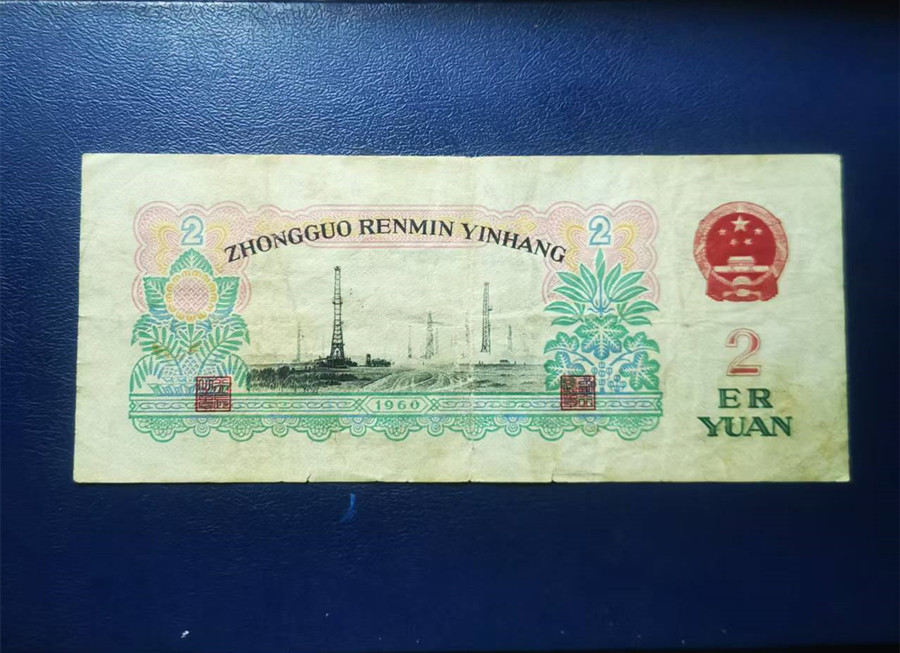 2
ZHONGGUO RENMIN YINHANG
2
1960
2
ER
YUAN